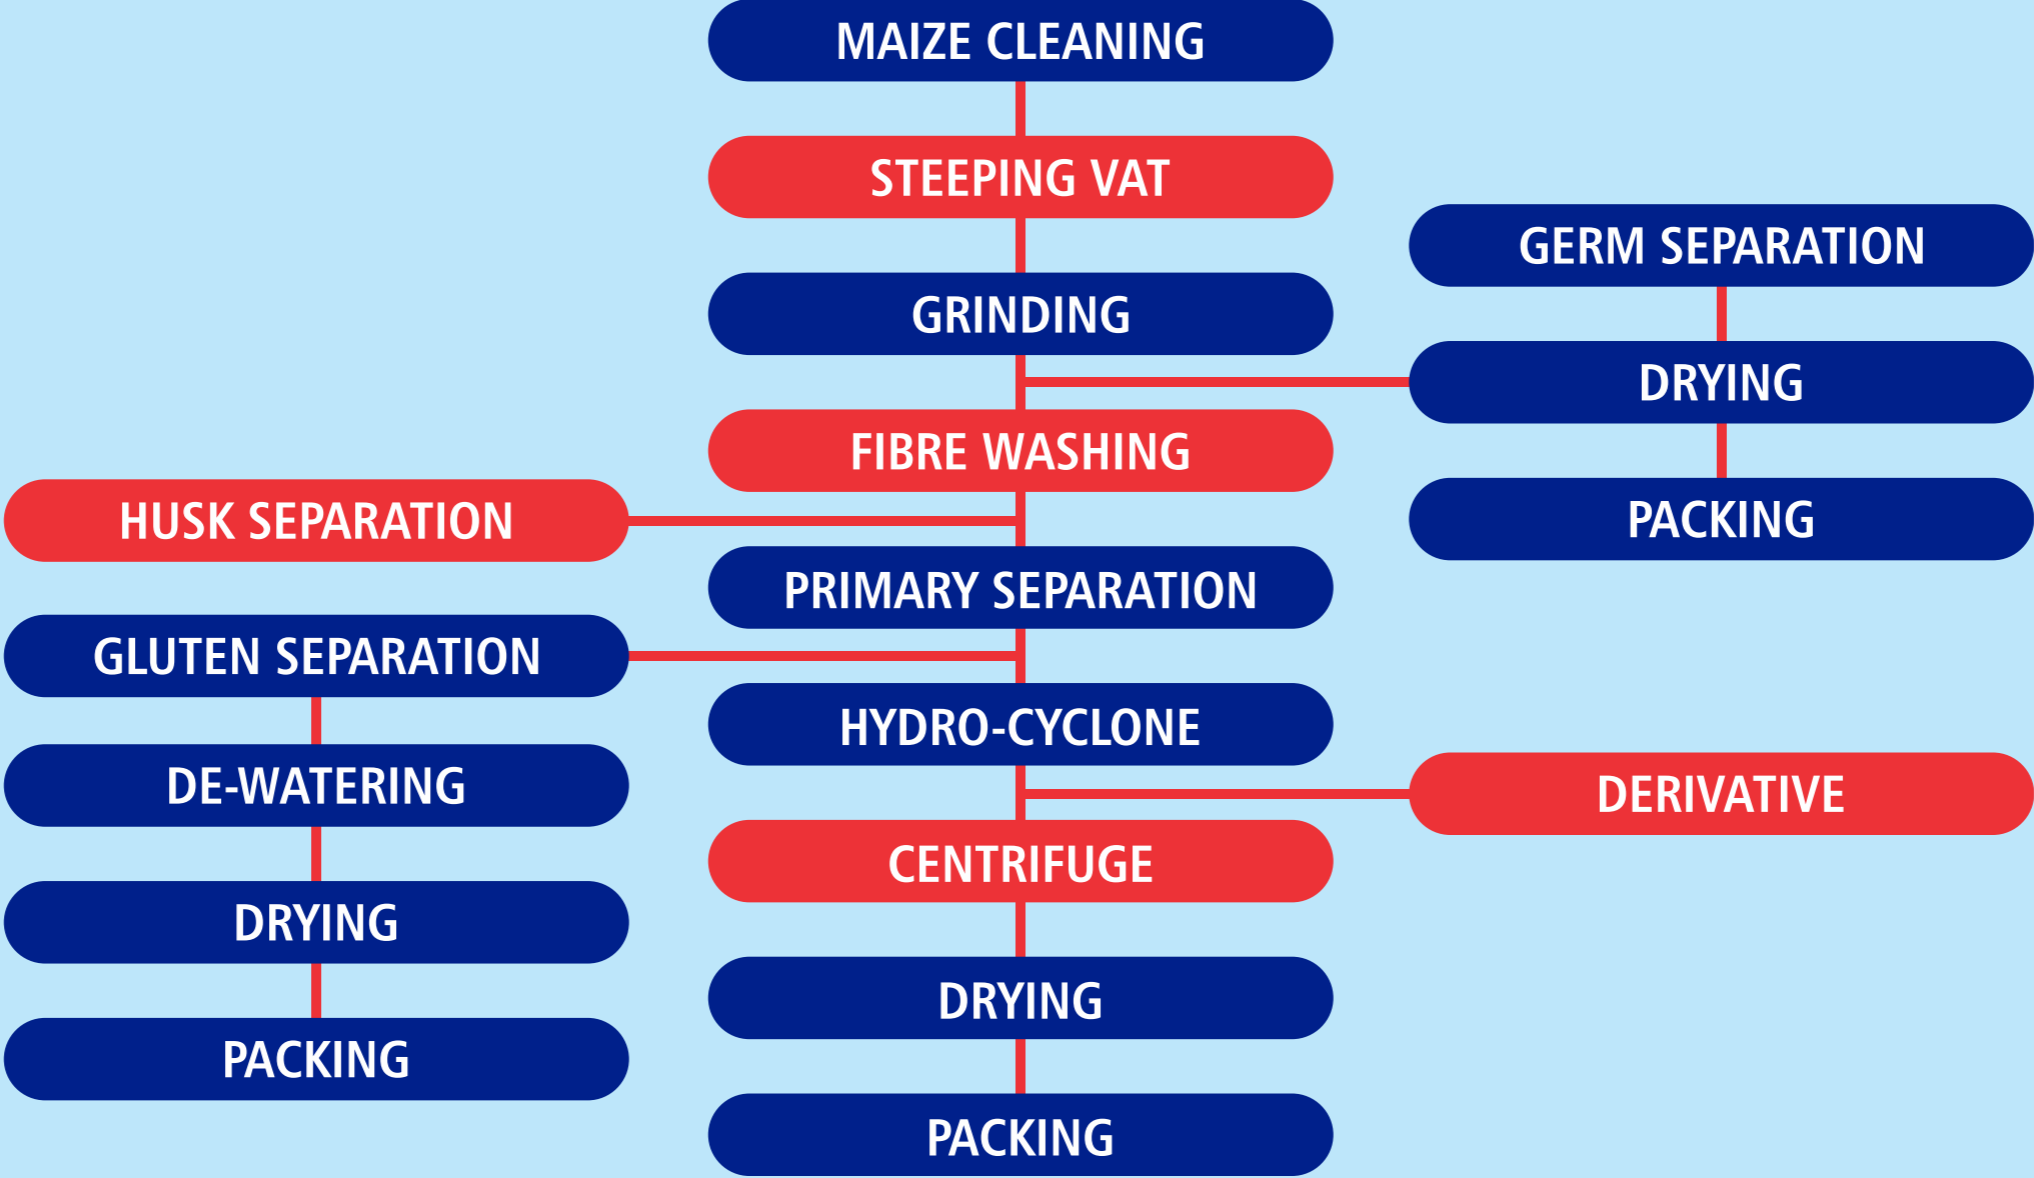 MAIZE CLEANING
STEEPING VAT
GERM SEPARATION
GRINDING
DRYING
FIBRE WASHING
HUSK SEPARATION
PACKING
PRIMARY SEPARATION
GLUTEN SEPARATION
HYDRO-CYCLONE
DE-WATERING
DERIVATIVE
CENTRIFUGE
DRYING
DRYING
PACKING
PACKING